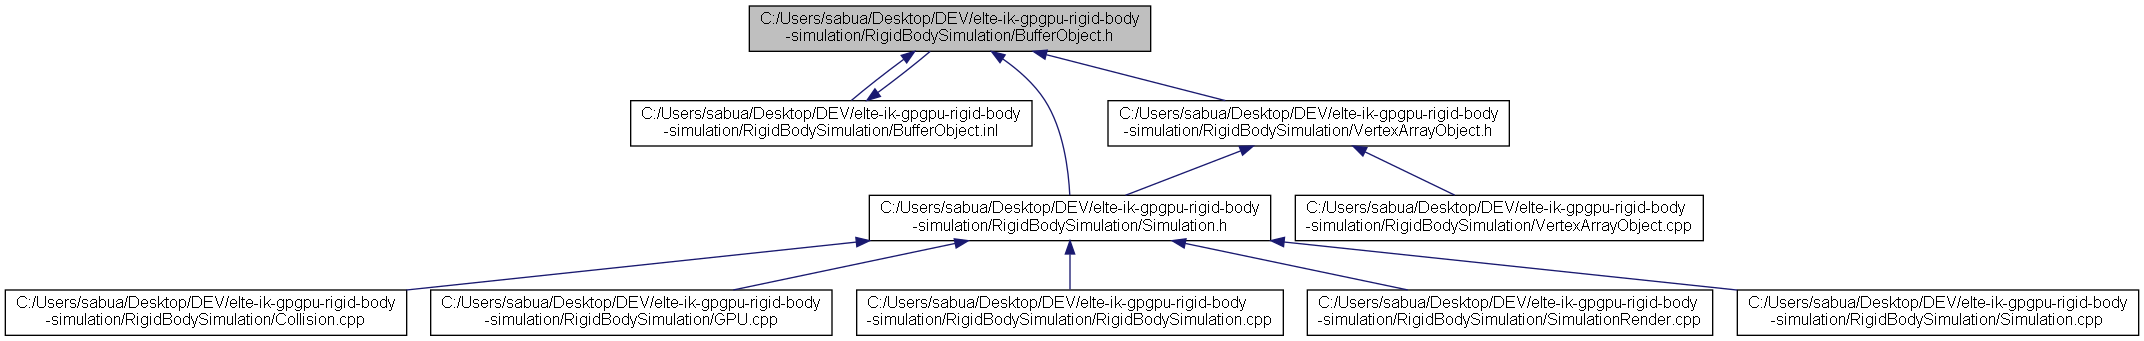 C:/Users/sabua/Desktop/DEV/elte-ik-gpgpu-rigid-body
-simulation/RigidBodySimulation/BufferObject.h
C:/Users/sabua/Desktop/DEV/elte-ik-gpgpu-rigid-body
-simulation/RigidBodySimulation/BufferObject.inl
C:/Users/sabua/Desktop/DEV/elte-ik-gpgpu-rigid-body
-simulation/RigidBodySimulation/VertexArrayObject.h
C:/Users/sabua/Desktop/DEV/elte-ik-gpgpu-rigid-body
-simulation/RigidBodySimulation/Simulation.h
C:/Users/sabua/Desktop/DEV/elte-ik-gpgpu-rigid-body
-simulation/RigidBodySimulation/VertexArrayObject.cpp
C:/Users/sabua/Desktop/DEV/elte-ik-gpgpu-rigid-body
-simulation/RigidBodySimulation/Collision.cpp
C:/Users/sabua/Desktop/DEV/elte-ik-gpgpu-rigid-body
-simulation/RigidBodySimulation/GPU.cpp
C:/Users/sabua/Desktop/DEV/elte-ik-gpgpu-rigid-body
-simulation/RigidBodySimulation/RigidBodySimulation.cpp
C:/Users/sabua/Desktop/DEV/elte-ik-gpgpu-rigid-body
-simulation/RigidBodySimulation/SimulationRender.cpp
C:/Users/sabua/Desktop/DEV/elte-ik-gpgpu-rigid-body
-simulation/RigidBodySimulation/Simulation.cpp